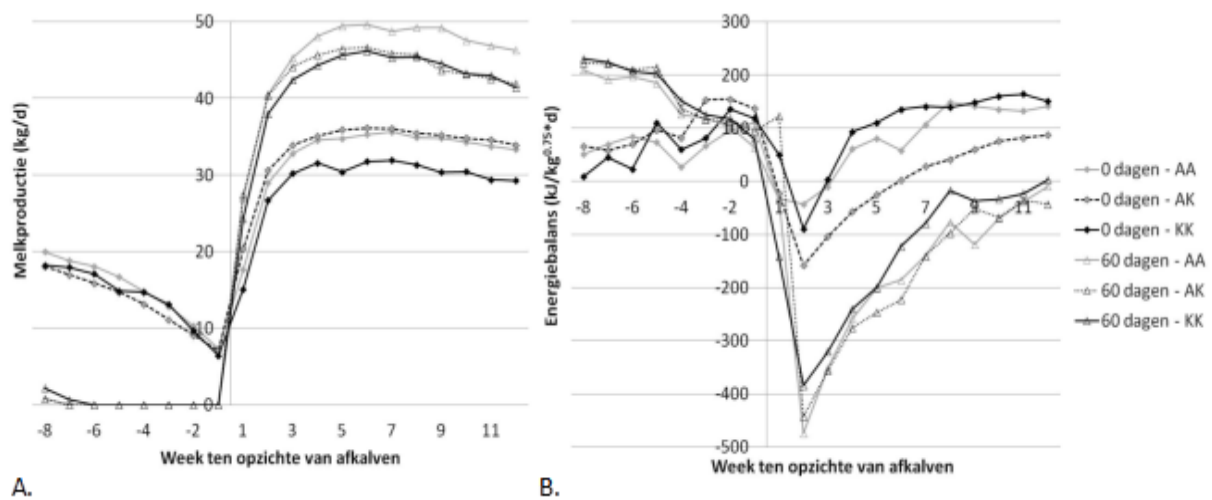 50
40
30
20
10
0
Melkproductie (kg/d)
-8 -6 -4 -2 1 3 5 7 9 11
Week ten opzichte van afkalven
A.
300
200
100
0
-100
-200
-300
-400
-500
Energiebalans (kJ/kg^0.75*d)
-8 -6 -4 -2 1 3 5 7 9 11
Week ten opzichte van afkalven
B.
0 dagen - AA
0 dagen - AK
0 dagen - KK
60 dagen - AA
60 dagen - AK
60 dagen - KK